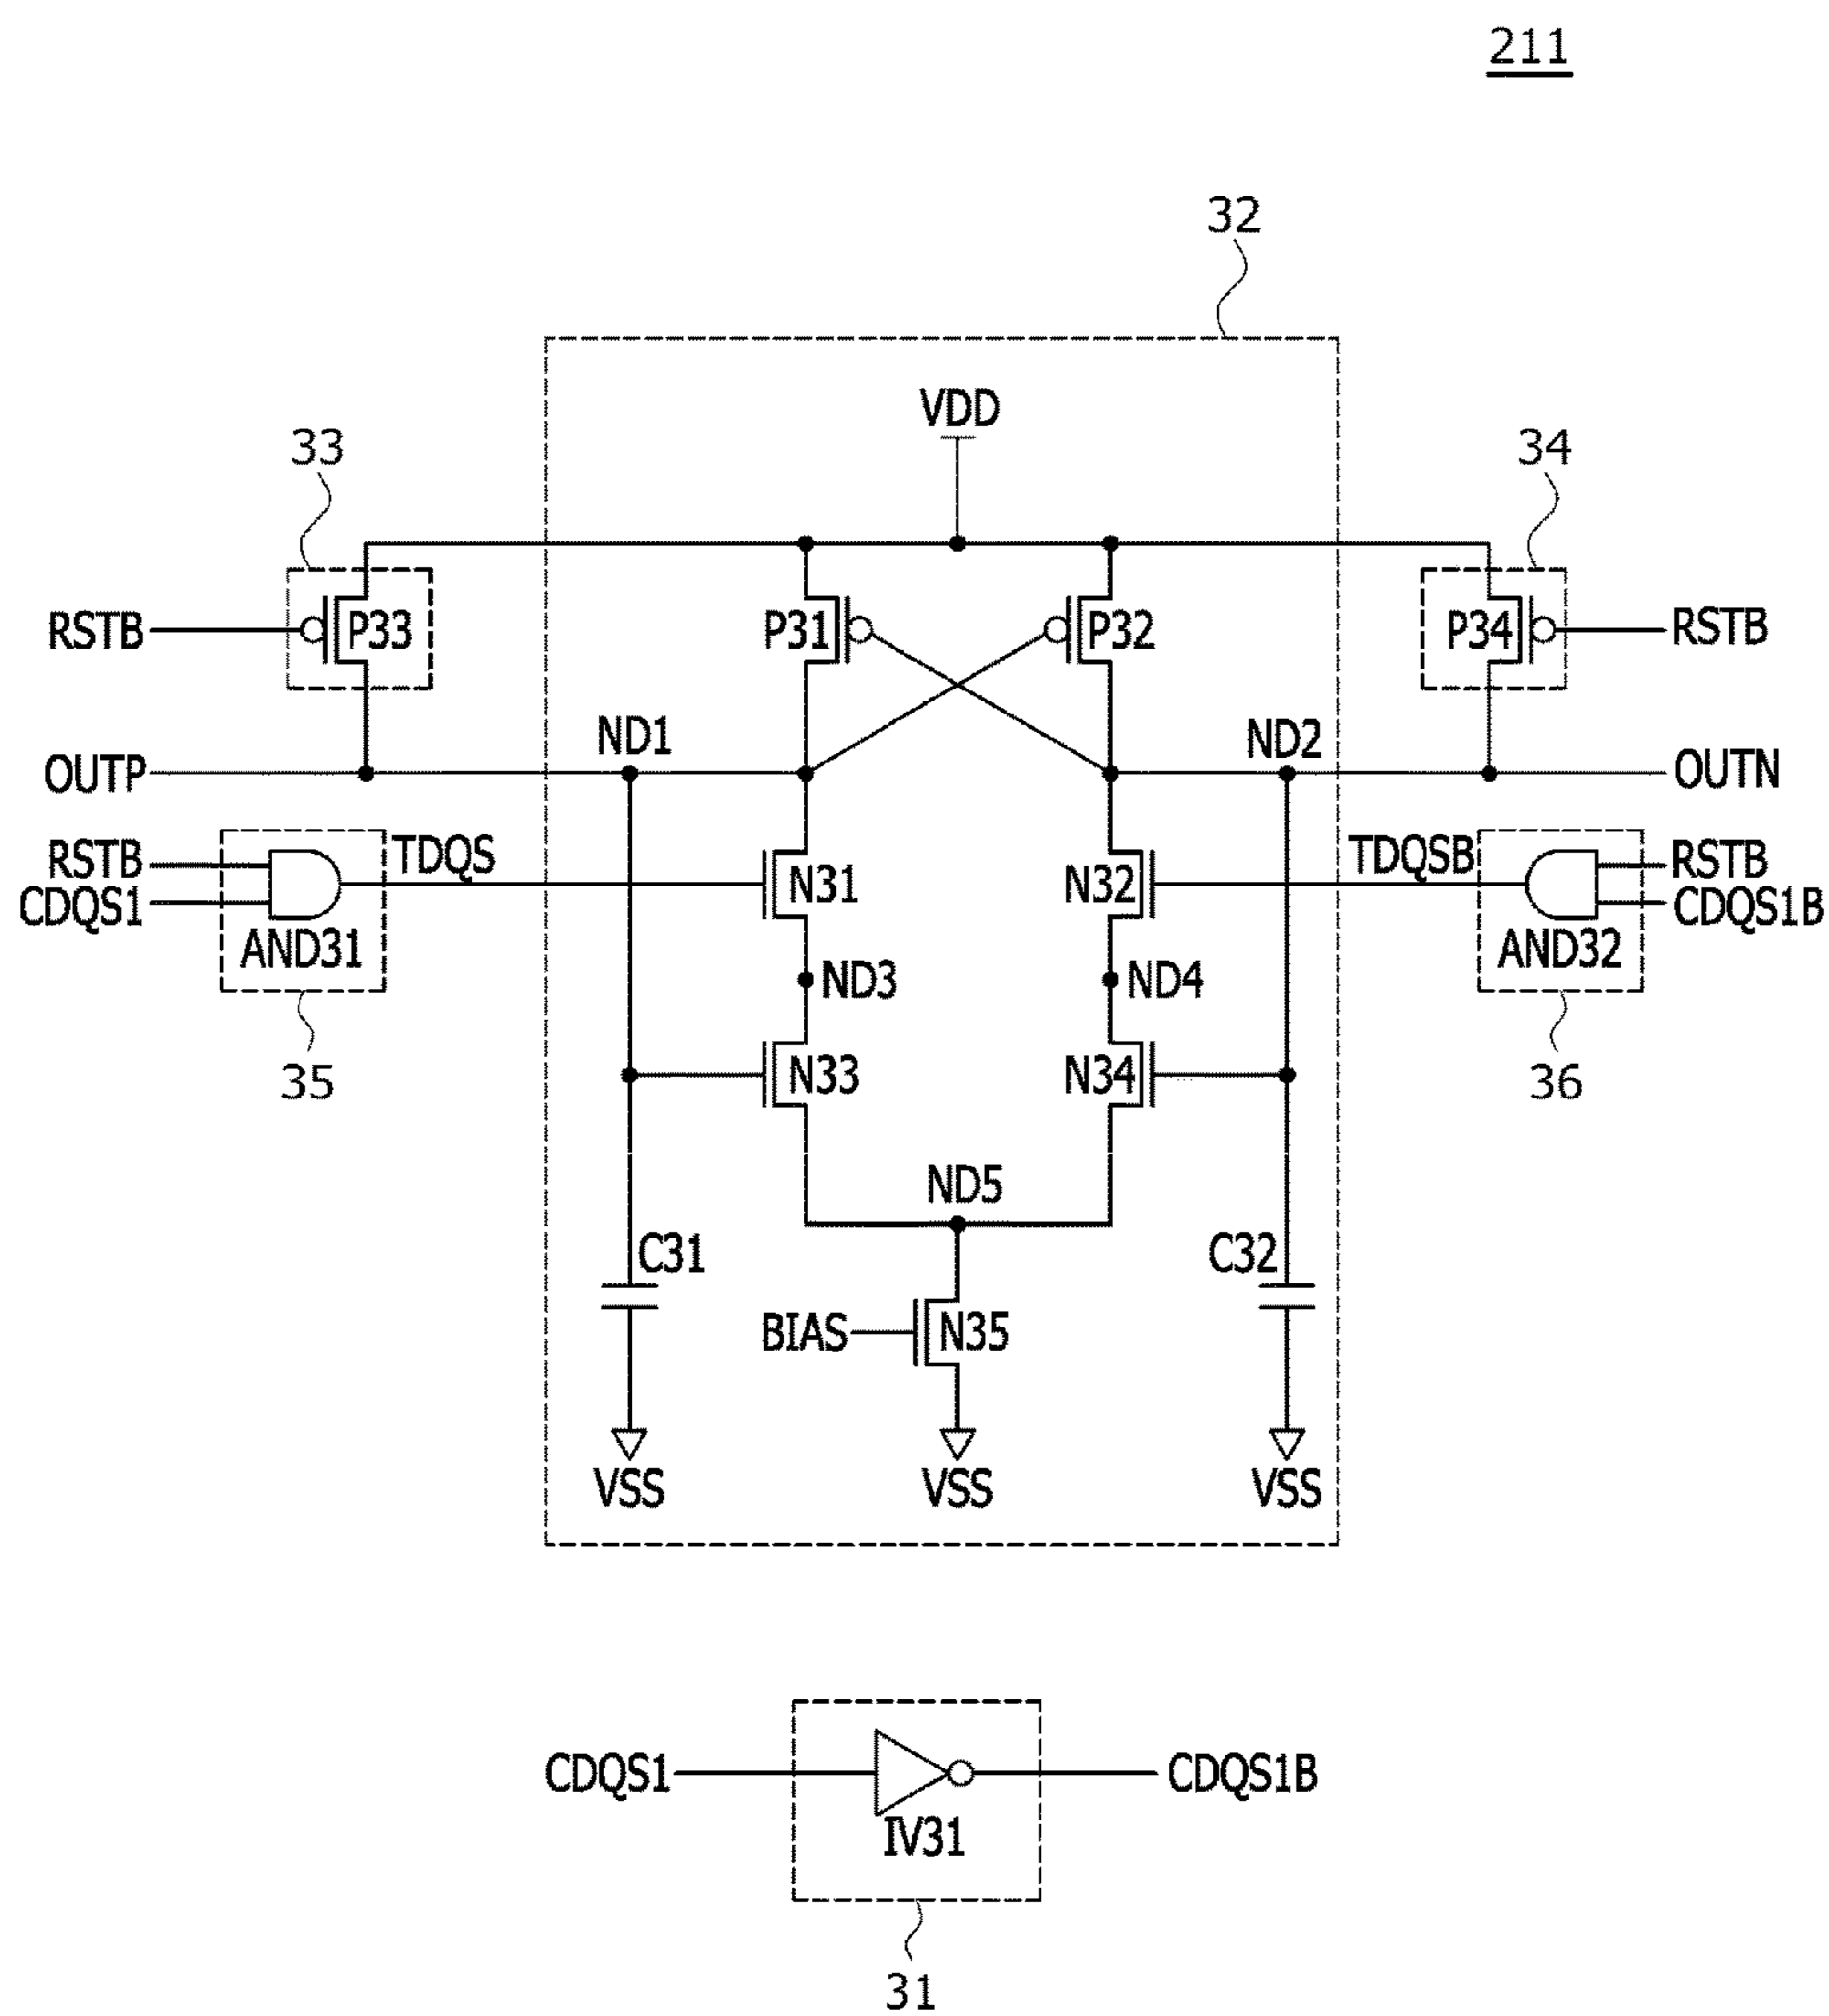 211
32
VDD
33
34
RSTB
P33
P31
P32
P34
RSTB
ND1
ND2
OUTP
OUTN
RSTB
CDQS1
TDQS
TDQSB
RSTB
CDQS1B
AND31
N31
N32
AND32
ND3
ND4
35
N33
N34
36
ND5
C31
C32
BIAS
N35
VSS
VSS
VSS
CDQS1
CDQS1B
IV31
31